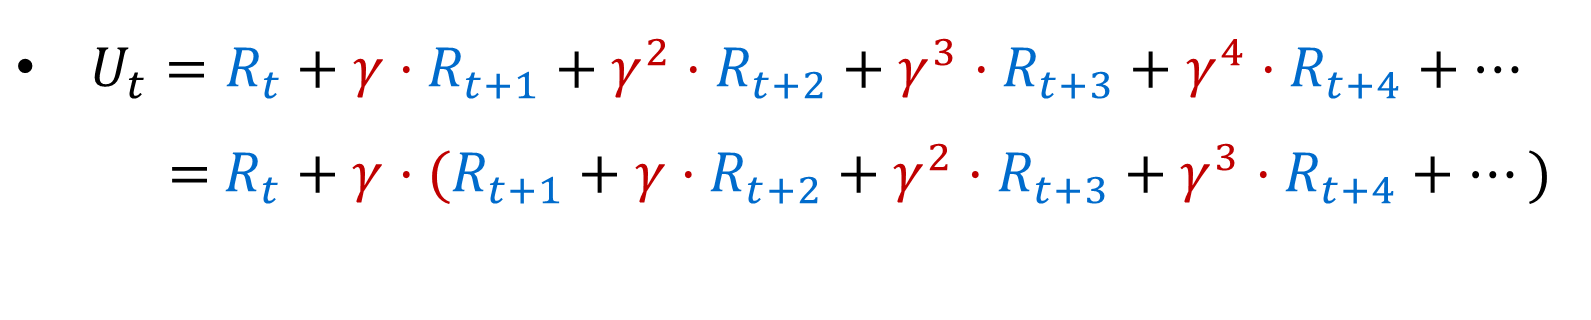 • U_t = R_t + γ · R_{t+1} + γ^2 · R_{t+2} + γ^3 · R_{t+3} + γ^4 · R_{t+4} + ⋯
= R_t + γ · (R_{t+1} + γ · R_{t+2} + γ^2 · R_{t+3} + γ^3 · R_{t+4} + ⋯ )